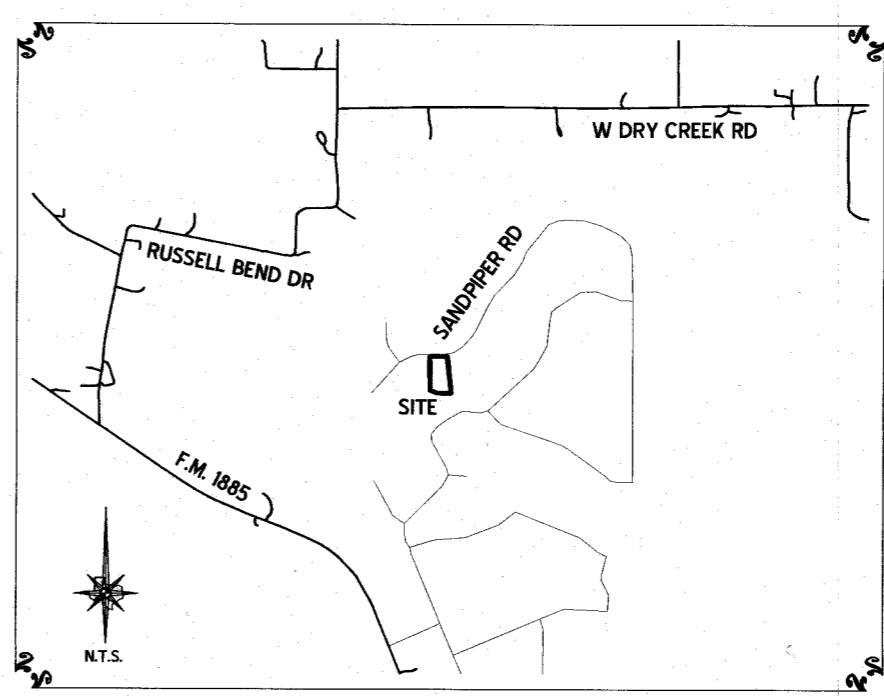 W DRY CREEK RD
RUSSELL BEND DR
SANDPIPER RD
SITE
F.M. 1885
N.T.S.